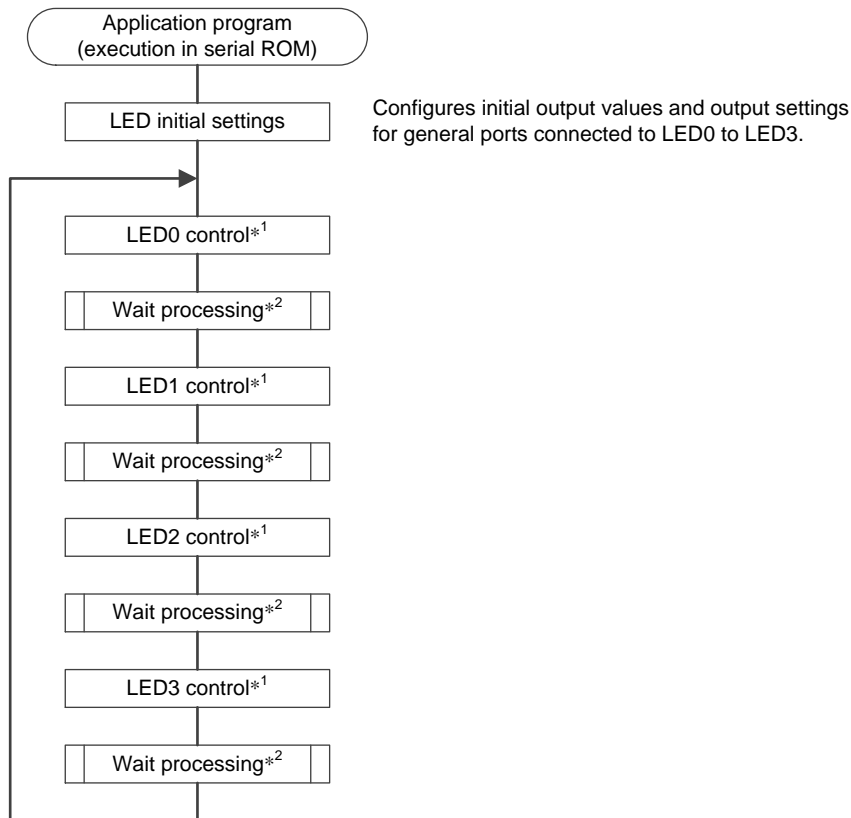 Application program
(execution in serial ROM)
LED initial settings
Configures initial output values and output settings
for general ports connected to LED0 to LED3.
LED0 control*1
Wait processing*2
LED1 control*1
Wait processing*2
LED2 control*1
Wait processing*2
LED3 control*1
Wait processing*2